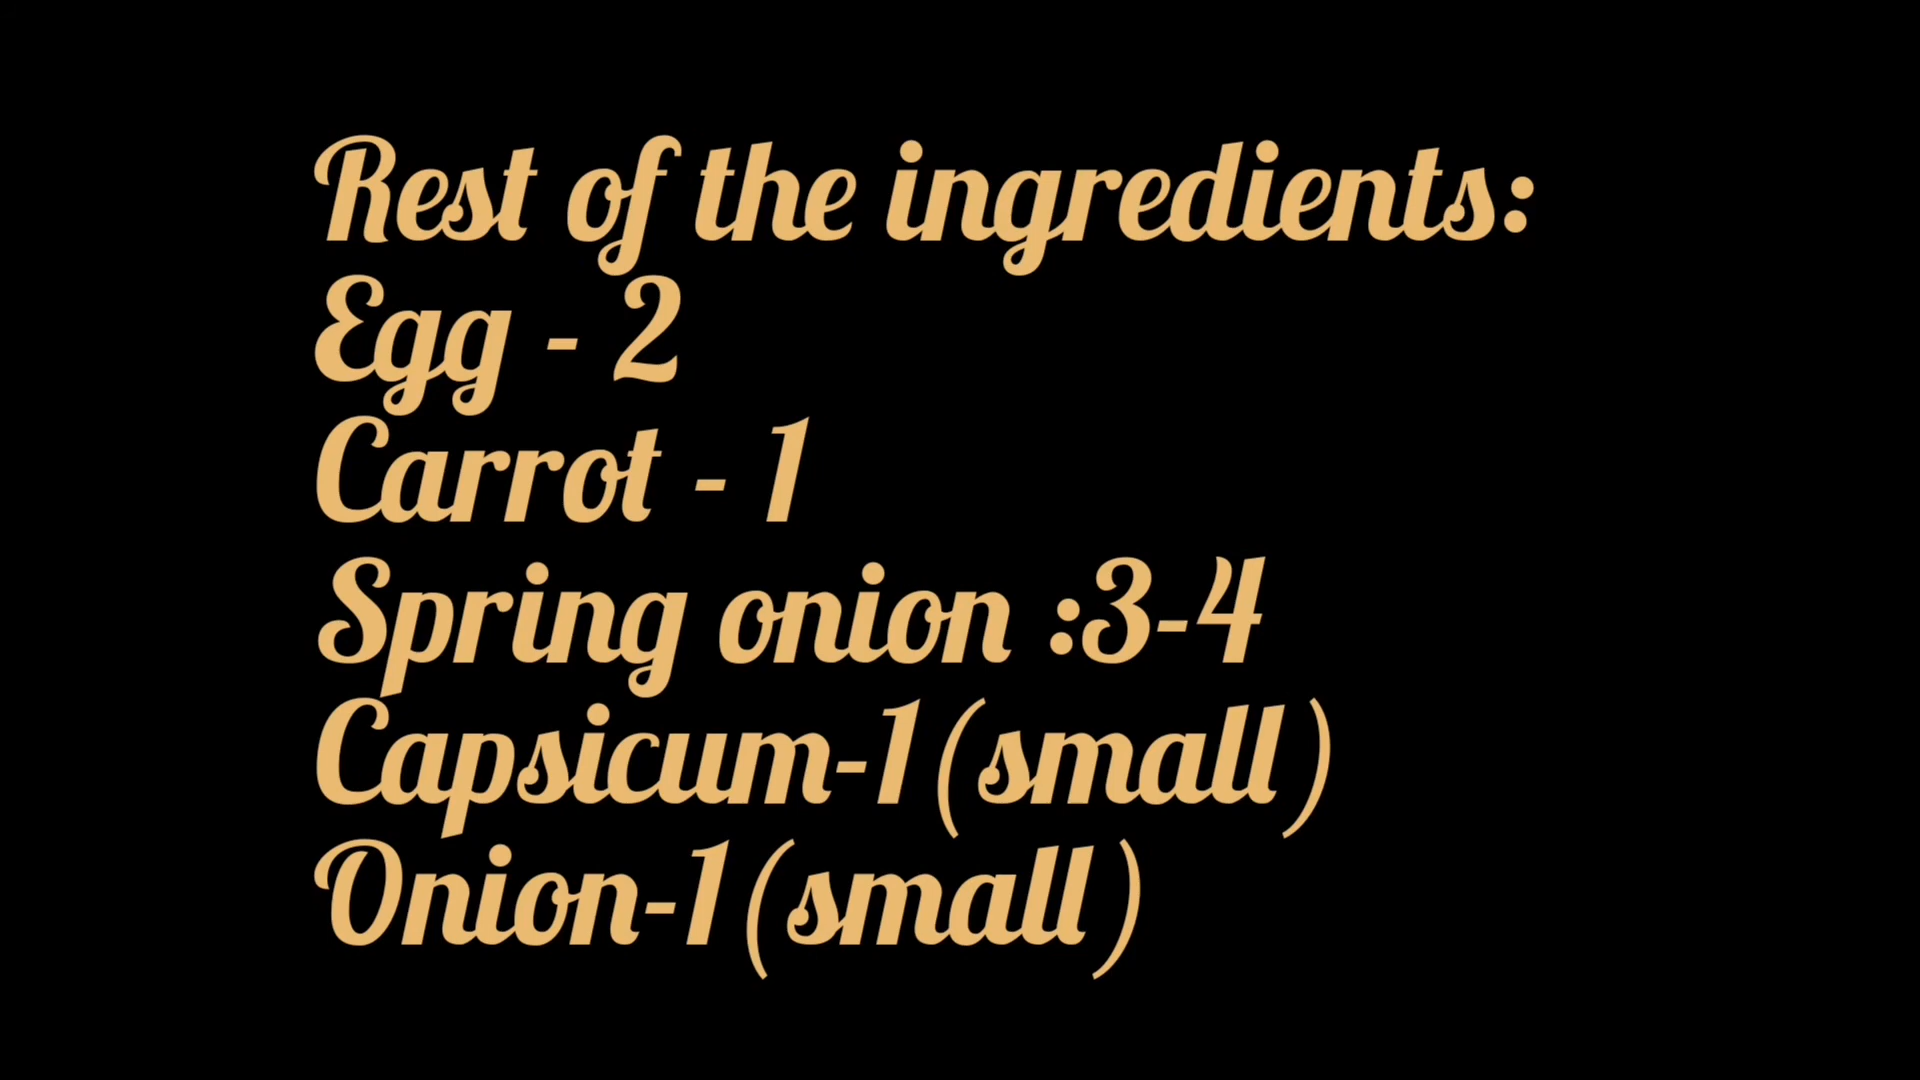 Rest of the ingredients:
Egg - 2
Carrot - 1
Spring onion :3-4
Capsicum-1(small)
Onion-1(small)